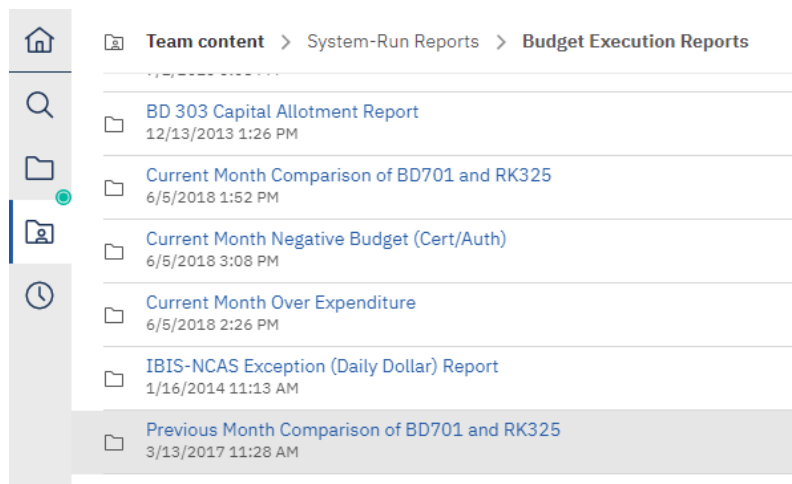 Team content > System-Run Reports > Budget Execution Reports
BD 303 Capital Allotment Report
12/13/2013 1:26 PM
Current Month Comparison of BD701 and RK325
6/5/2018 1:52 PM
Current Month Negative Budget (Cert/Auth)
6/5/2018 3:08 PM
Current Month Over Expenditure
6/5/2018 2:26 PM
IBIS-NCAS Exception (Daily Dollar) Report
1/16/2014 11:13 AM
Previous Month Comparison of BD701 and RK325
3/13/2017 11:28 AM